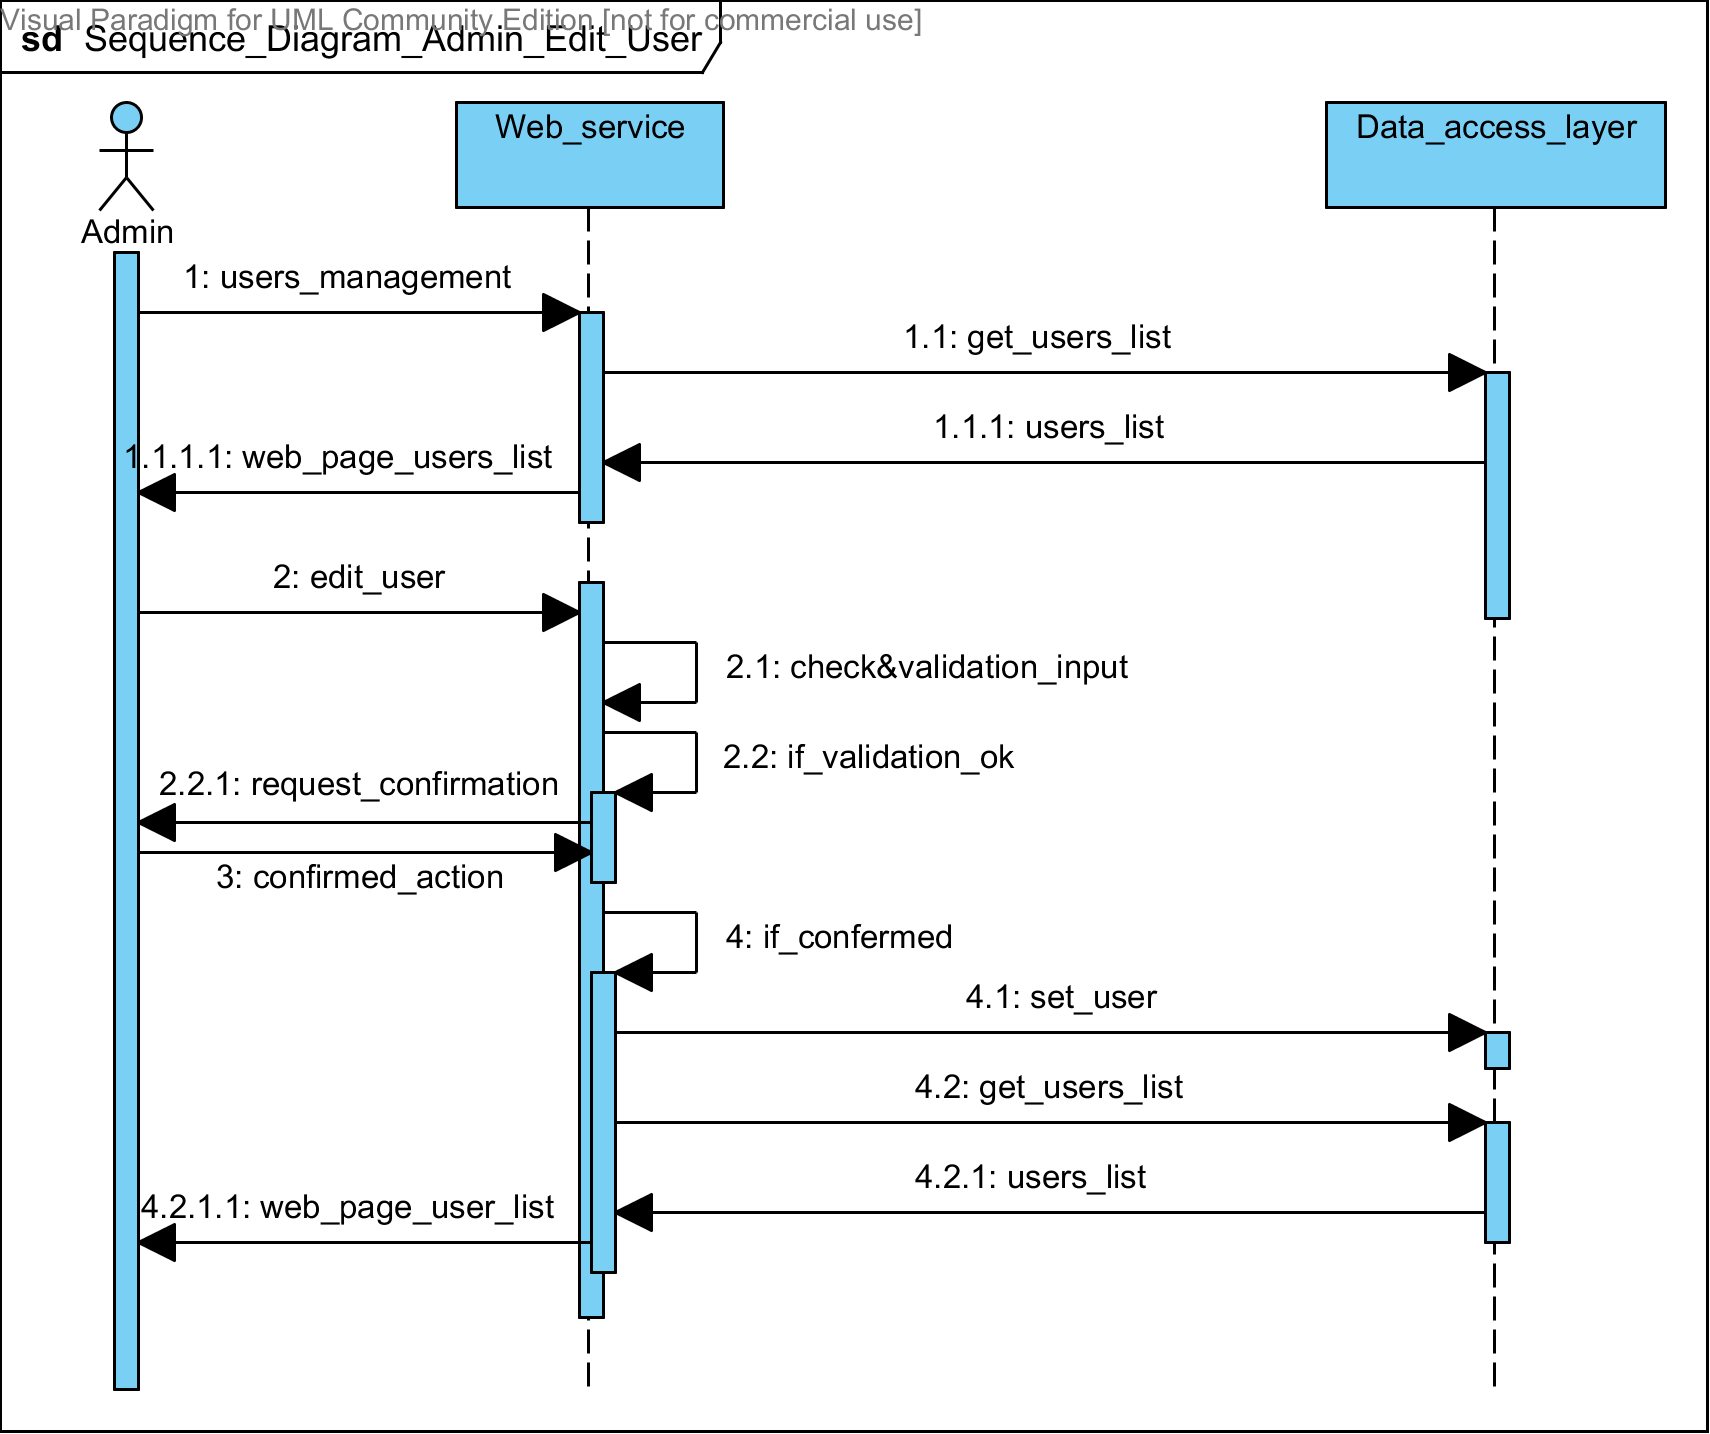 Visual Paradigm for UML Community Edition [not for commercial use]
sd Sequence_Diagram_Admin_Edit_User
Web_service
Data_access_layer
Admin
1: users_management
1.1: get_users_list
1.1.1: users_list
1.1.1.1: web_page_users_list
2: edit_user
2.1: check&validation_input
2.2: if_validation_ok
2.2.1: request_confirmation
3: confirmed_action
4: if_confermed
4.1: set_user
4.2: get_users_list
4.2.1: users_list
4.2.1.1: web_page_user_list